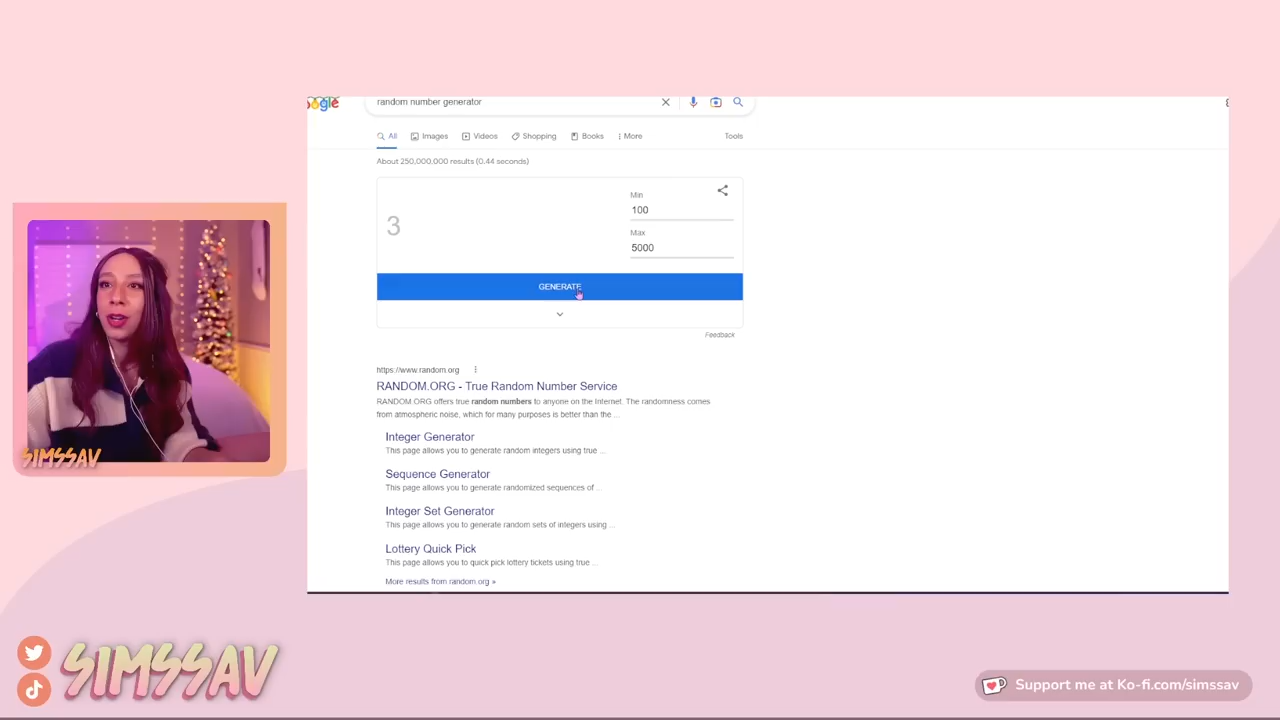 oogle
random number generator
All
Images
Videos
Shopping
Books
More
Tools
About 250,000,000 results (0.44 seconds)
3
Min
100
Max
5000
GENERATE
Feedback
https://www.random.org
RANDOM.ORG - True Random Number Service
RANDOM.ORG offers true random numbers to anyone on the Internet. The randomness comes
from atmospheric noise, which for many purposes is better than the ...
Integer Generator
This page allows you to generate random integers using true ...
Sequence Generator
This page allows you to generate randomized sequences of ...
Integer Set Generator
This page allows you to generate random sets of integers using ...
Lottery Quick Pick
This page allows you to quick pick lottery tickets using true ...
More results from random.org »
SIMSSAV
SIMSSAV
Support me at Ko-fi.com/simssav